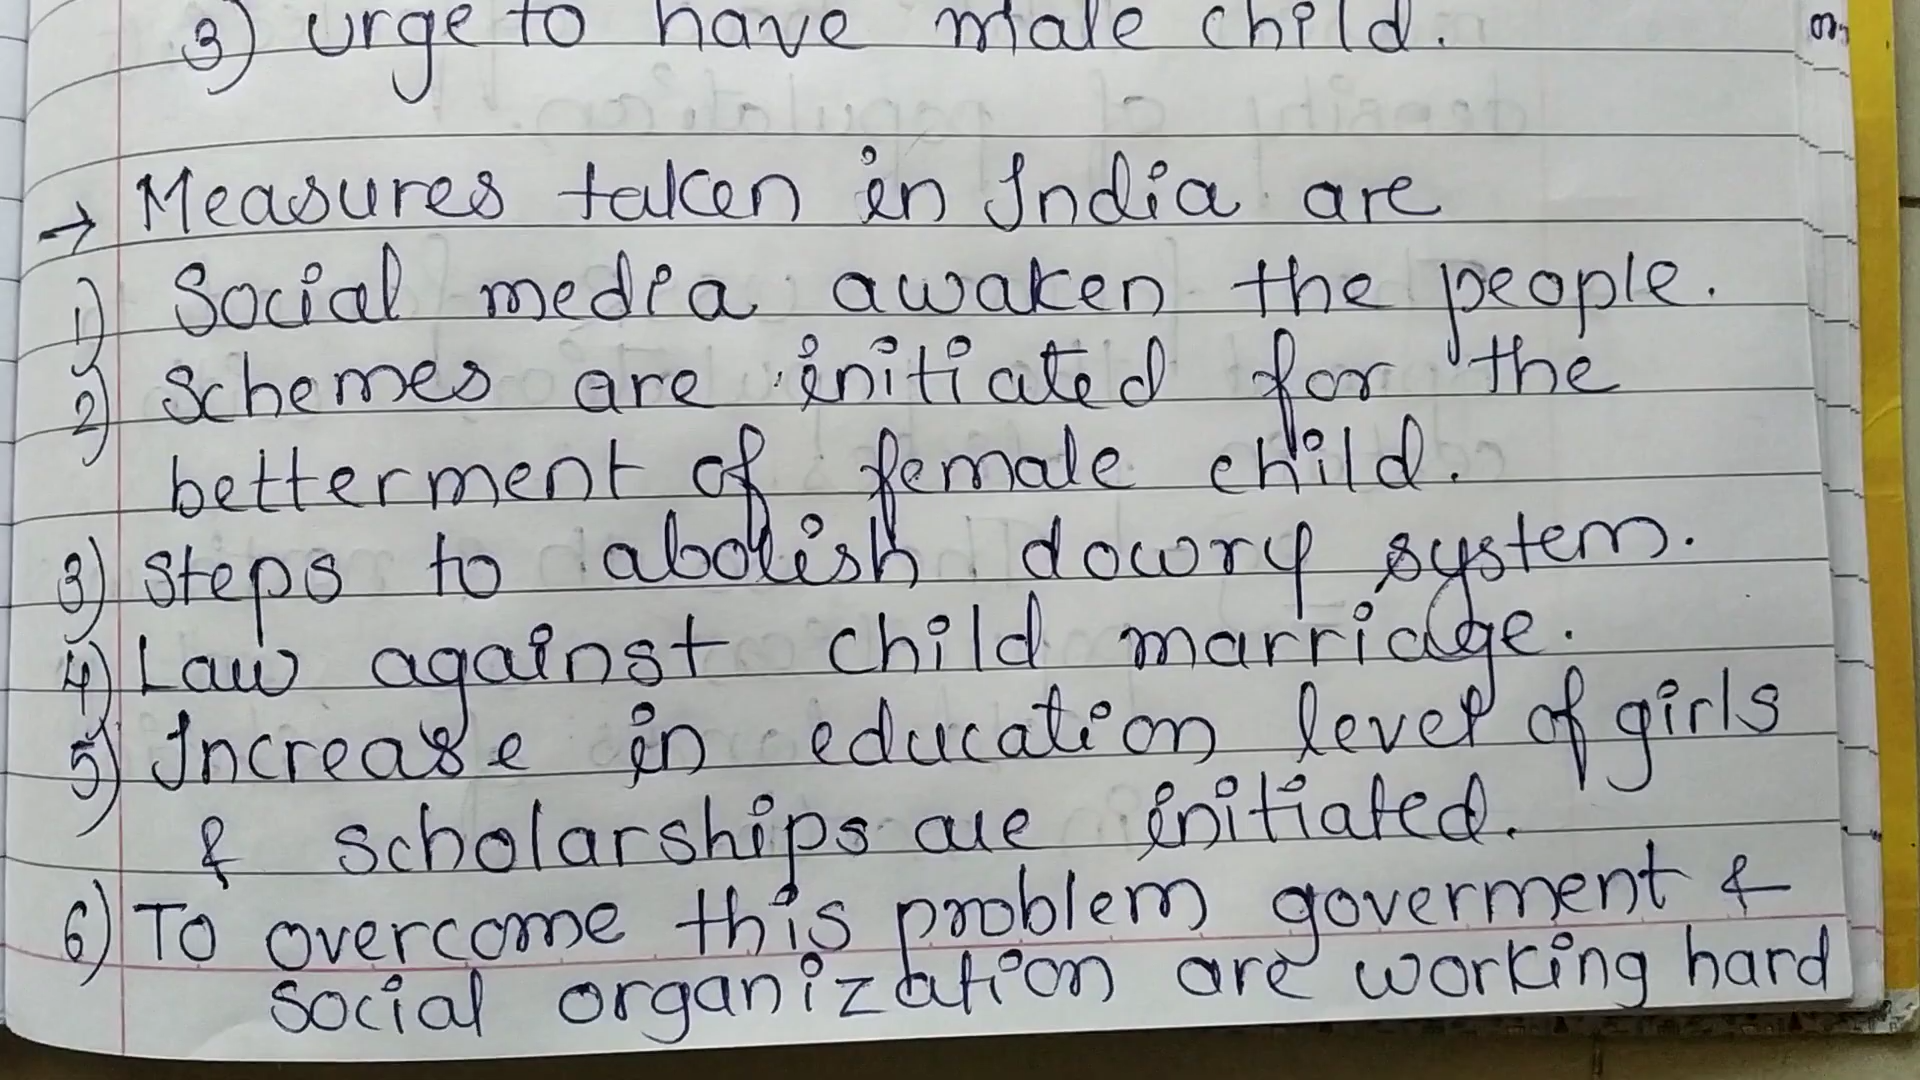 3) urge to have male child.
→ Measures taken in India are
1) Social media awaken the people.
2) Schemes are initiated for the
betterment of female child.
3) Steps to abolish dowry system.
4) Law against child marriage.
5) Increase in education level of girls
& scholarships are initiated.
6) To overcome this problem goverment &
social organization are working hard